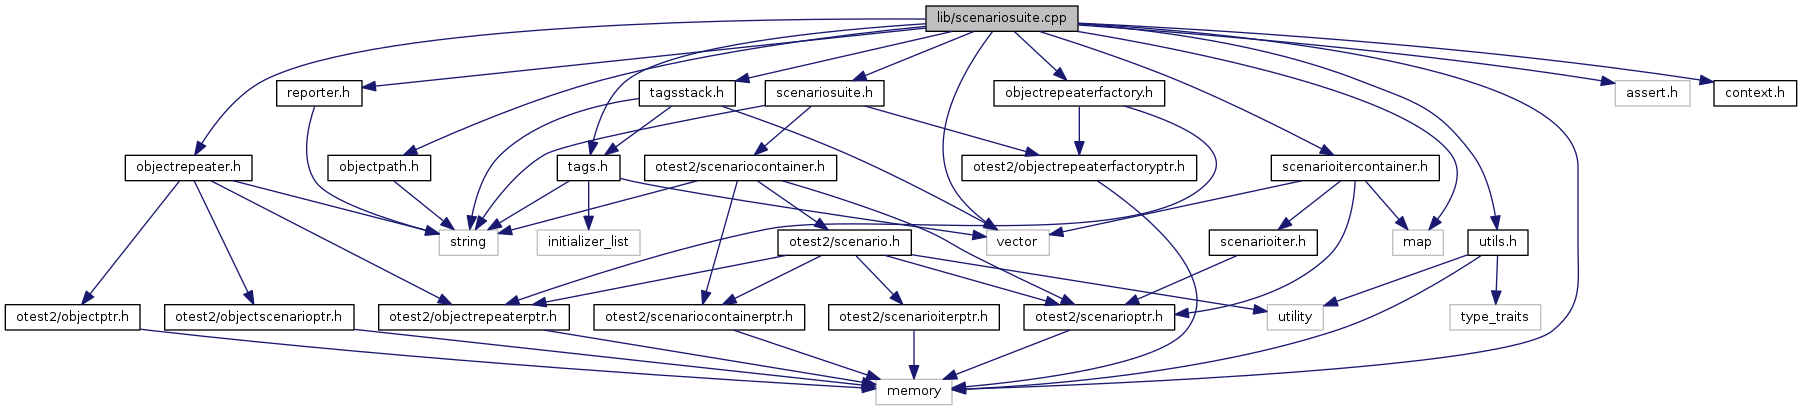 lib/scenariosuite.cpp
reporter.h
tagsstack.h
scenariosuite.h
objectrepeaterfactory.h
assert.h
context.h
objectrepeater.h
objectpath.h
tags.h
otest2/scenariocontainer.h
otest2/objectrepeaterfactoryptr.h
scenarioitercontainer.h
string
initializer_list
otest2/scenario.h
vector
scenarioiter.h
map
utils.h
otest2/objectptr.h
otest2/objectscenarioptr.h
otest2/objectrepeaterptr.h
otest2/scenariocontainerptr.h
otest2/scenarioiterptr.h
otest2/scenarioptr.h
utility
type_traits
memory